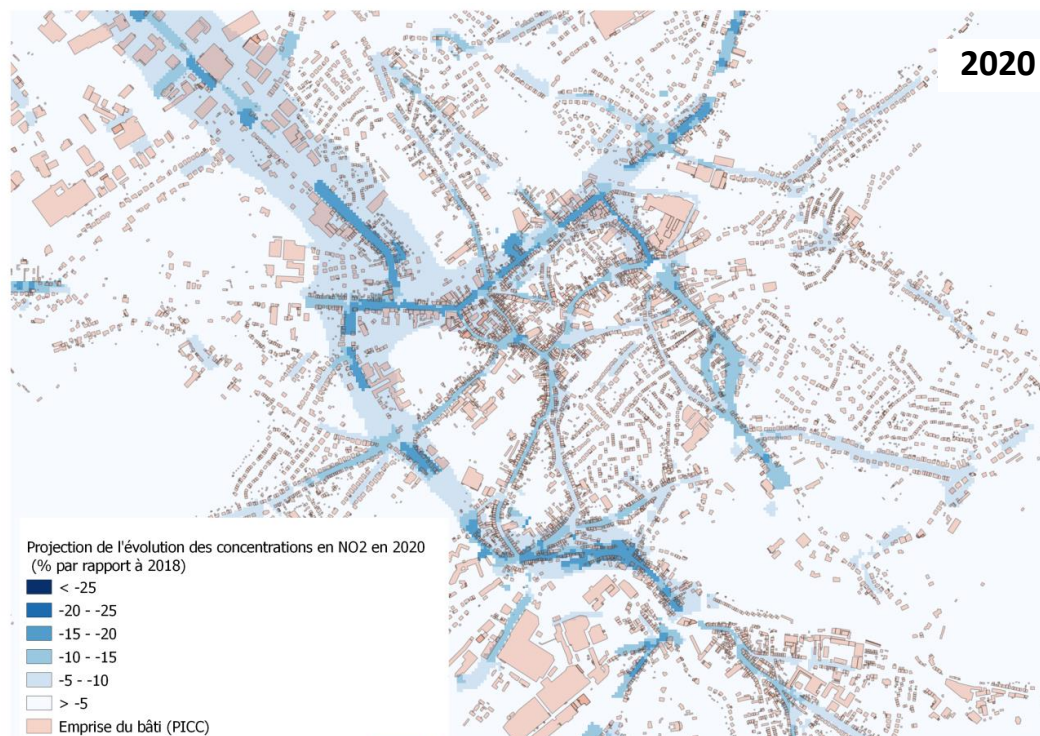 2020
Projection de l'évolution des concentrations en NO2 en 2020
(% par rapport à 2018)
< -25
-20 - -25
-15 - -20
-10 - -15
-5 - -10
> -5
Emprise du bâti (PICC)